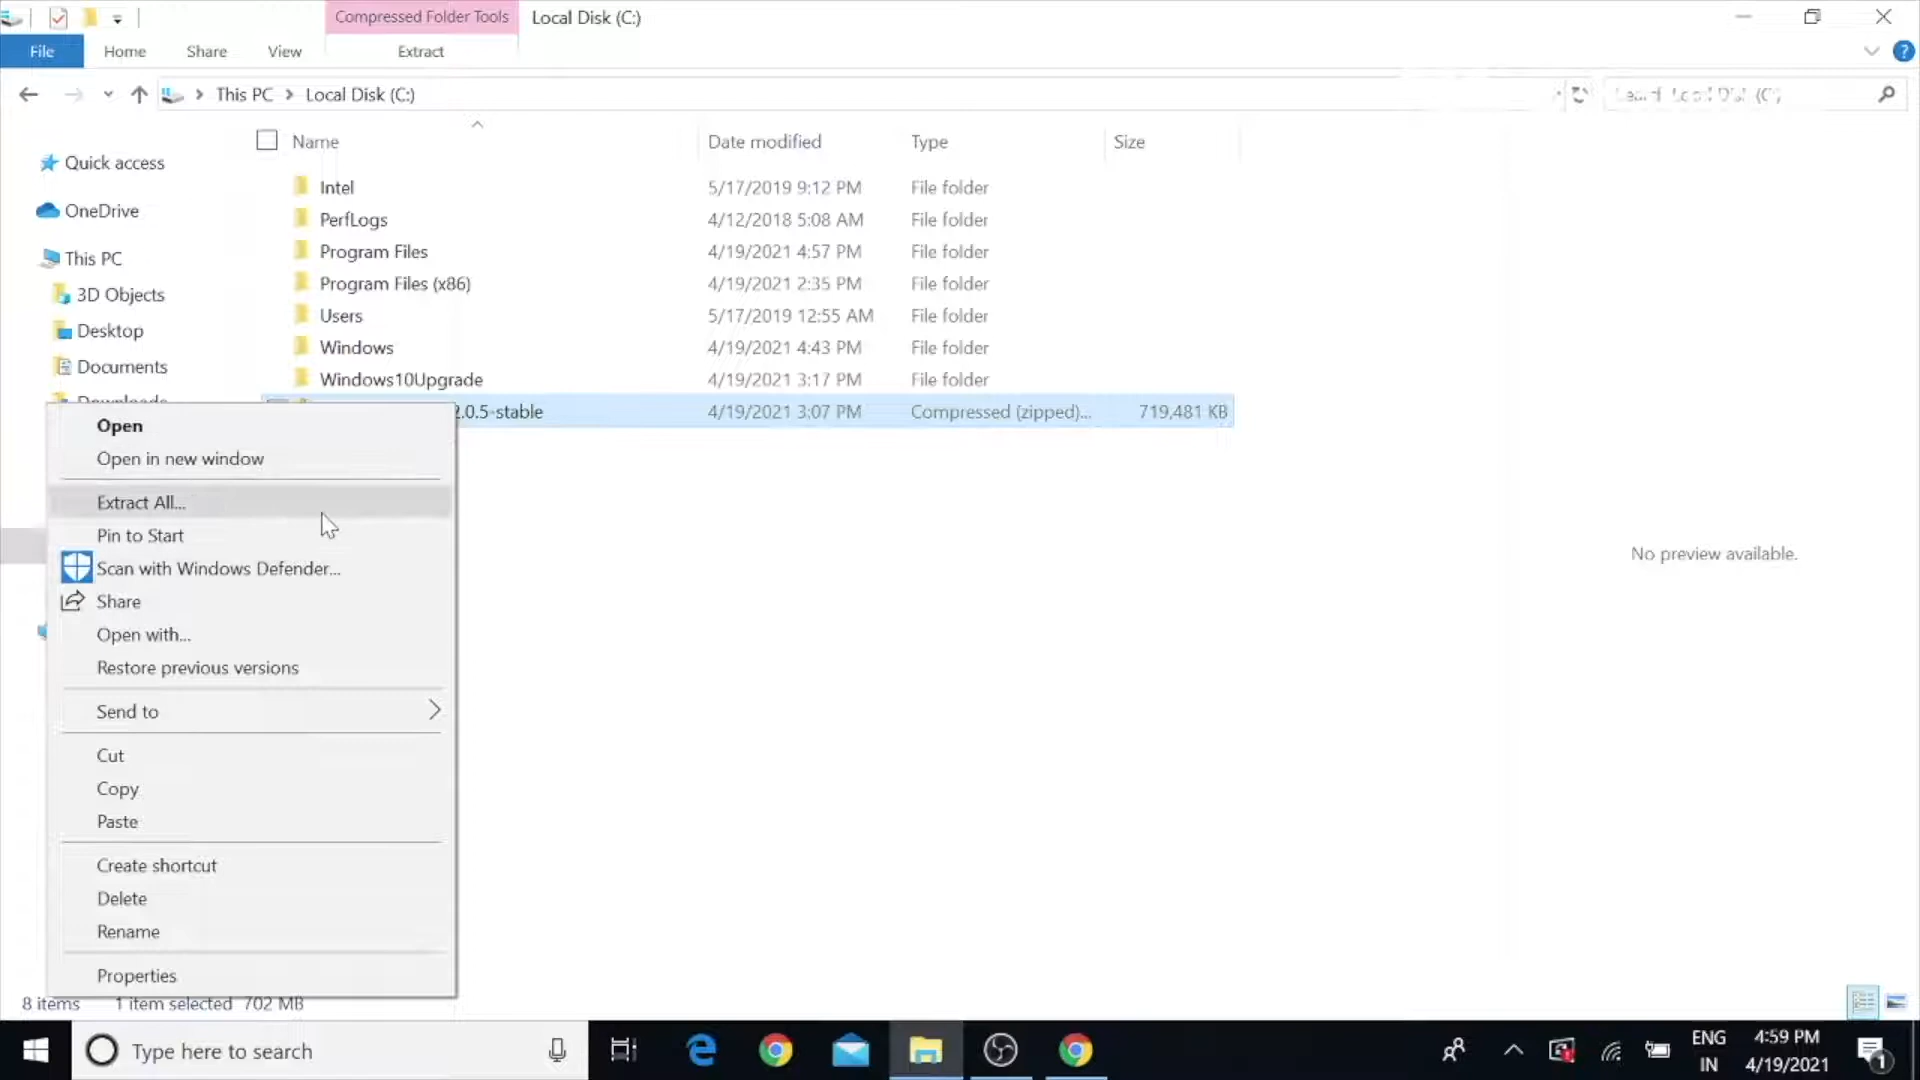 Compressed Folder Tools
Local Disk (C:)
File
Home
Share
View
Extract
This PC
Local Disk (C:)
Local Disk (C:)
Name
Date modified
Type
Size
Quick access
OneDrive
This PC
3D Objects
Desktop
Documents
Downloads
Intel 5/17/2019 9:12 PM File folder
PerfLogs 4/12/2018 5:08 AM File folder
Program Files 4/19/2021 4:57 PM File folder
Program Files (x86) 4/19/2021 2:35 PM File folder
Users 5/17/2019 12:55 AM File folder
Windows 4/19/2021 4:43 PM File folder
Windows10Upgrade 4/19/2021 3:17 PM File folder
2.0.5-stable 4/19/2021 3:07 PM Compressed (zipped)... 719,481 KB
Open
Open in new window
Extract All...
Pin to Start
Scan with Windows Defender...
Share
Open with...
Restore previous versions
Send to
Cut
Copy
Paste
Create shortcut
Delete
Rename
Properties
No preview available.
8 items 1 item selected 702 MB
Type here to search
ENG
IN
4:59 PM
4/19/2021
1